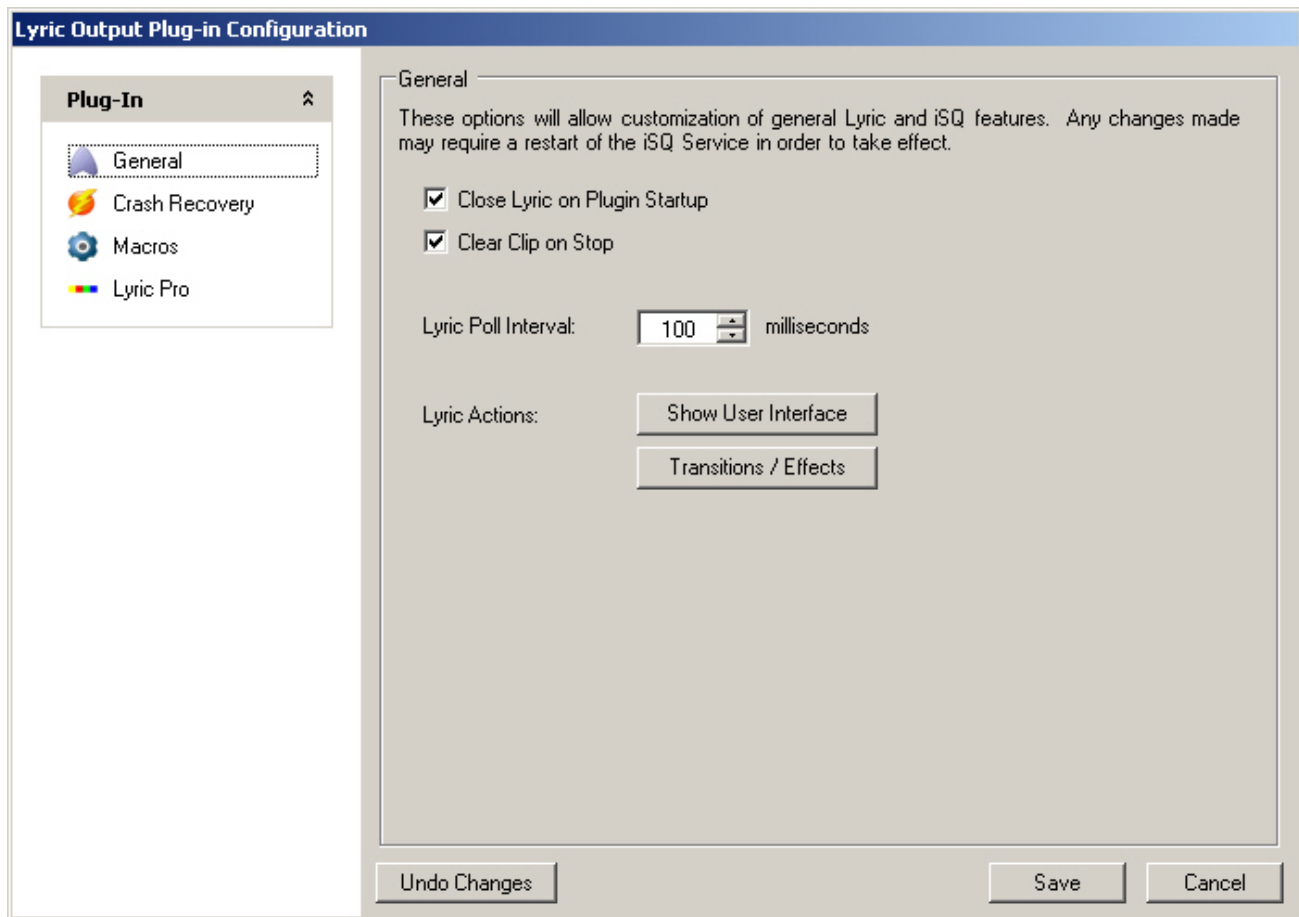 Lyric Output Plug-in Configuration
Plug-In
General
Crash Recovery
Macros
Lyric Pro
General
These options will allow customization of general Lyric and iSQ features. Any changes made
may require a restart of the iSQ Service in order to take effect.
Close Lyric on Plugin Startup
Clear Clip on Stop
Lyric Poll Interval: 100 milliseconds
Lyric Actions: Show User Interface
Transitions / Effects
Undo Changes Save Cancel